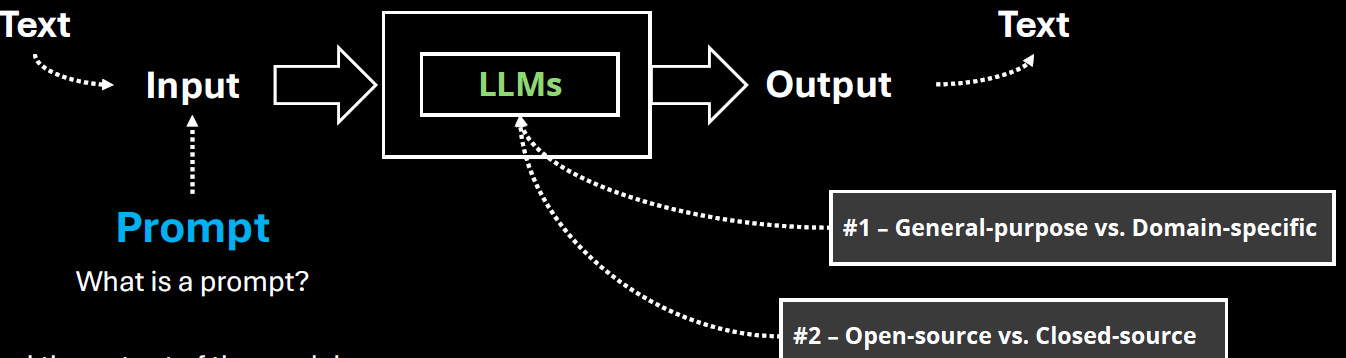 Text
Text
Input
LLMs
Output
Prompt
#1 – General-purpose vs. Domain-specific
What is a prompt?
#2 – Open-source vs. Closed-source